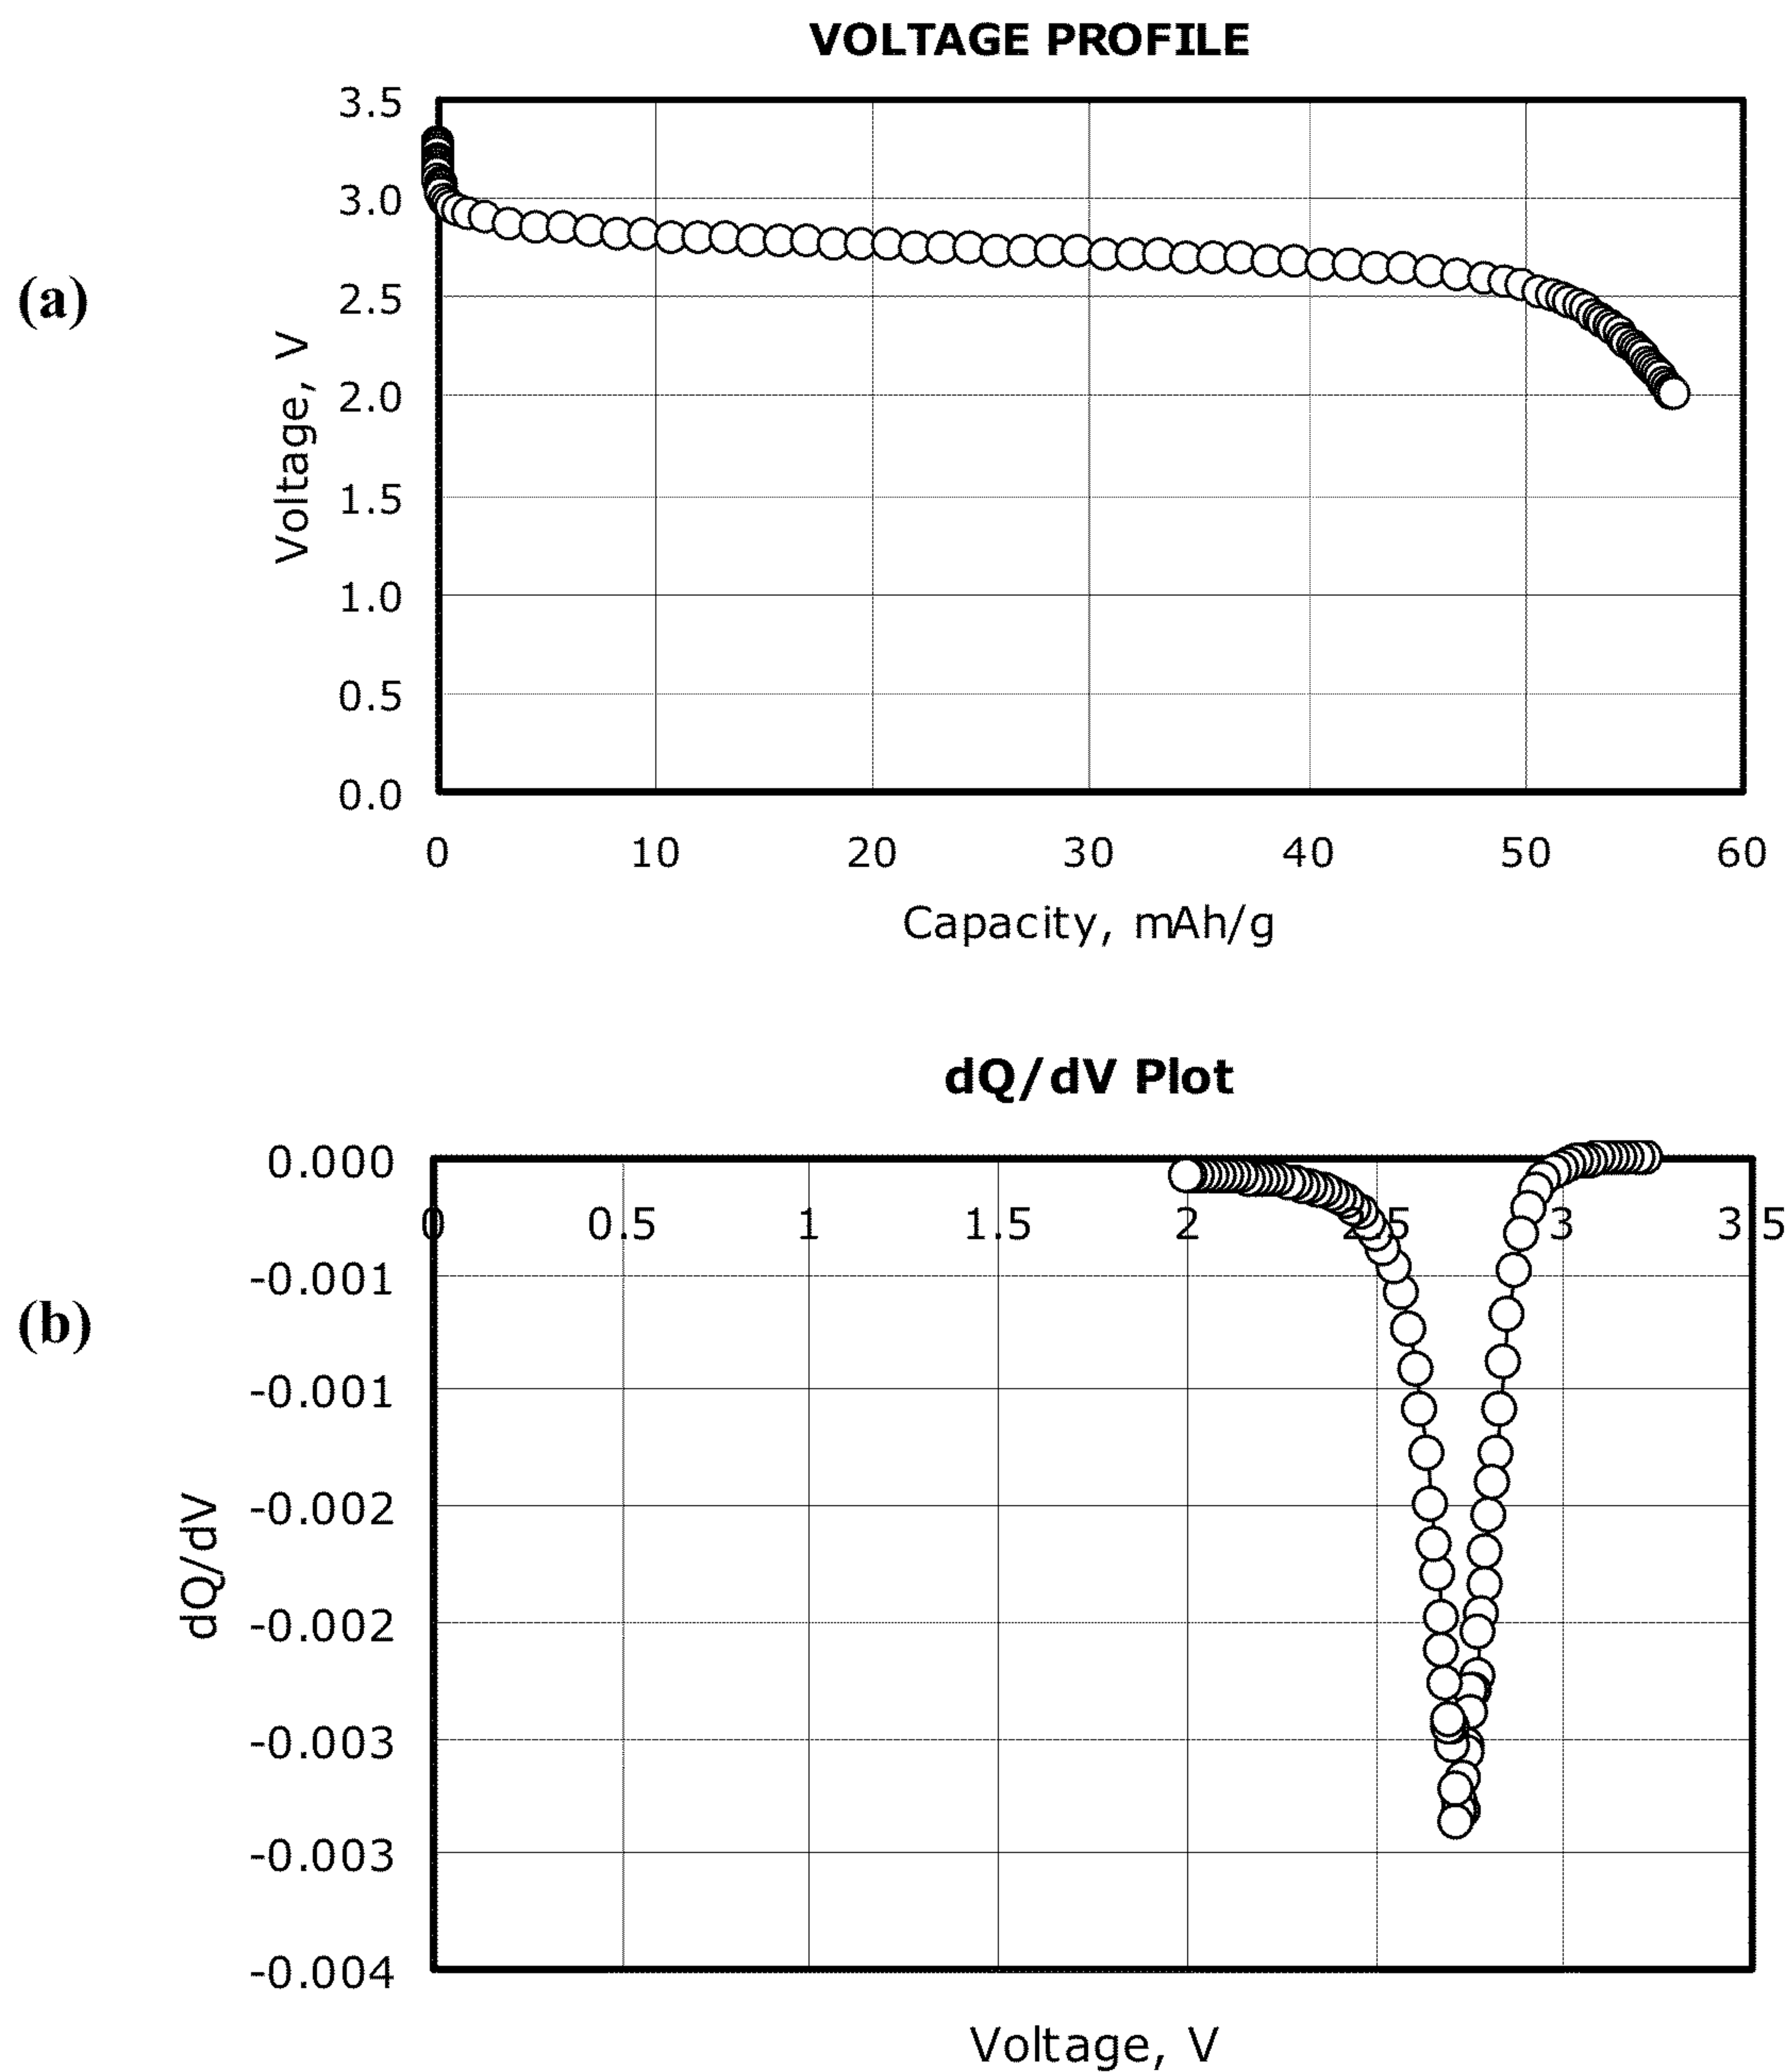 VOLTAGE PROFILE
3.5
3.0
2.5
2.0
1.5
1.0
0.5
0.0
(a)
Voltage, V
0 10 20 30 40 50 60
Capacity, mAh/g
dQ/dV Plot
0.000
0 0.5 1 1.5 2 2.5 3 3.5
-0.001
-0.001
-0.002
-0.002
-0.003
-0.003
-0.004
(b)
dQ/dV
Voltage, V